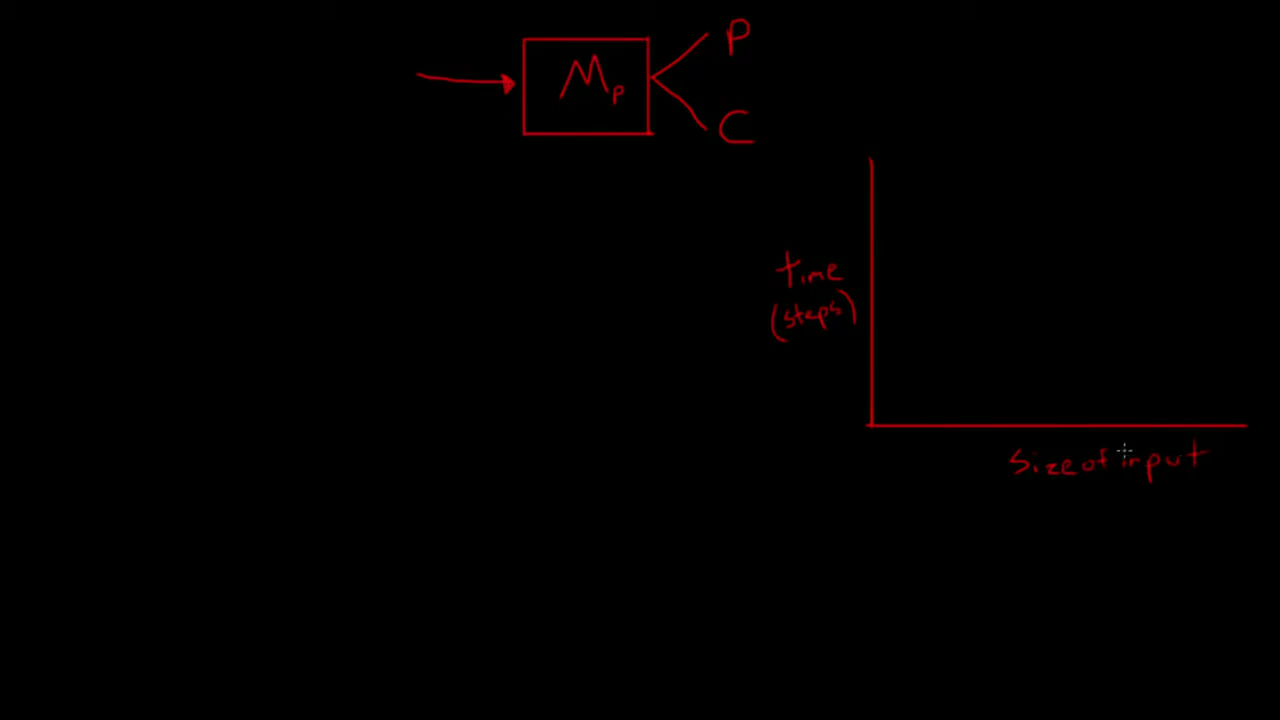 P
Mp
C
time
(steps)
size of input